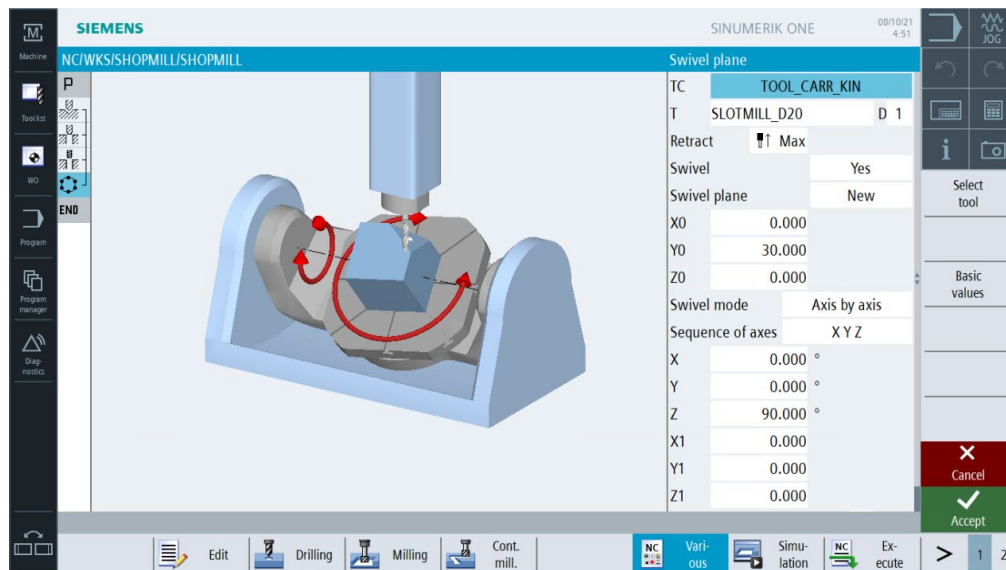 SIEMENS
SINUMERIK ONE
08/10/21
4:51
M
Machine
Tool list
WO
Program
Program
manager
Diag-
nostics
NC/WKS/SHOPMILL/SHOPMILL
P
END
Swivel plane
TC TOOL_CARR_KIN
T SLOTMILL_D20 D 1
Retract Max
Swivel Yes
Swivel plane New
X0 0.000
Y0 30.000
Z0 0.000
Swivel mode Axis by axis
Sequence of axes X Y Z
X 0.000 °
Y 0.000 °
Z 90.000 °
X1 0.000
Y1 0.000
Z1 0.000
JOG
i
Select
tool
Basic
values
Cancel
Accept
Edit
Drilling
Milling
Cont.
mill.
NC
Vari-
ous
Simu-
lation
NC
Ex-
ecute
> 1 2